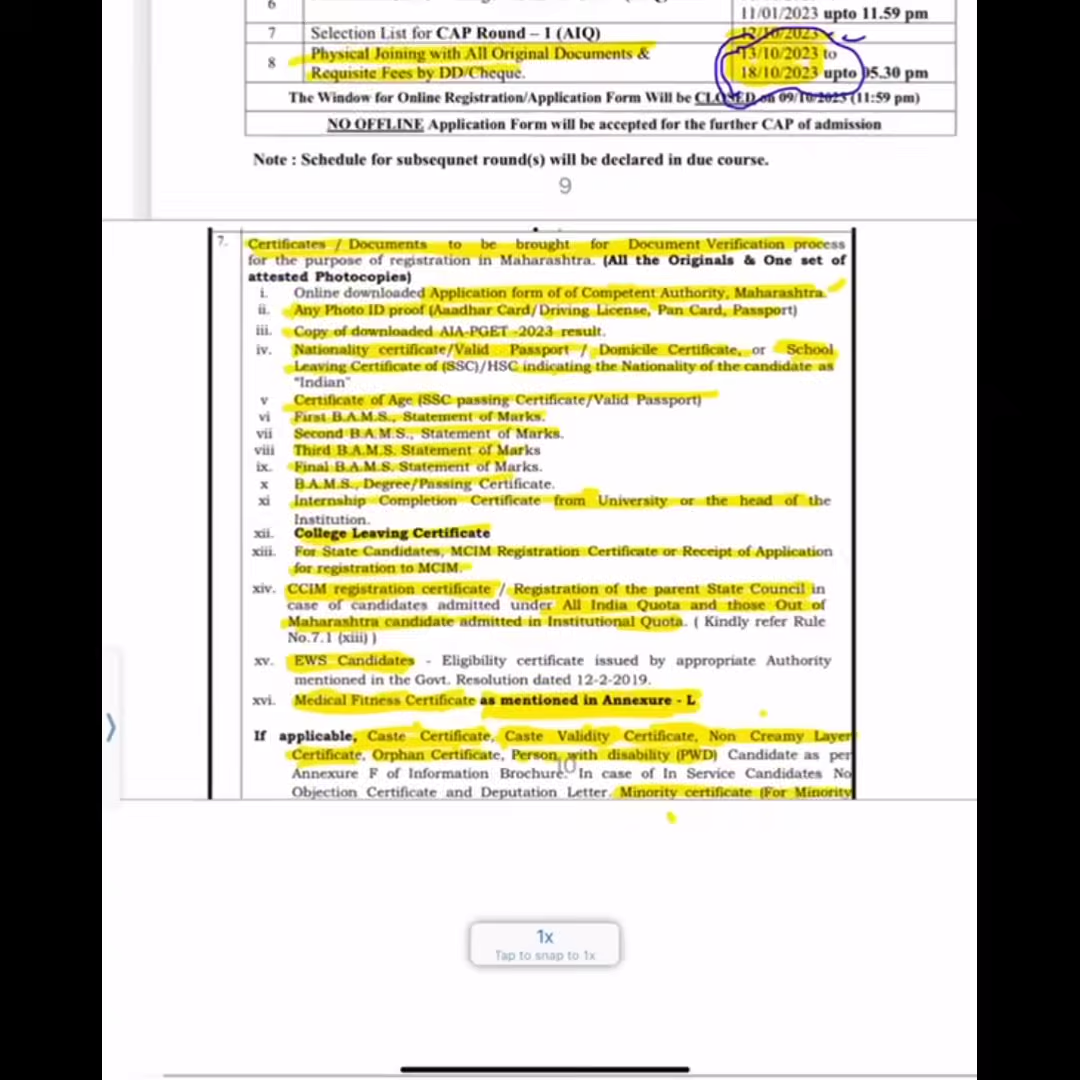 6
11/01/2023 upto 11.59 pm
7 Selection List for CAP Round – 1 (AIQ) 12/10/2023
8 Physical Joining with All Original Documents & Requisite Fees by DD/Cheque. 13/10/2023 to 18/10/2023 upto 05.30 pm
The Window for Online Registration/Application Form Will be CLOSED on 09/10/2023 (11:59 pm)
NO OFFLINE Application Form will be accepted for the further CAP of admission
Note : Schedule for subsequnet round(s) will be declared in due course.
9
7. Certificates / Documents to be brought for Document Verification process
for the purpose of registration in Maharashtra. (All the Originals & One set of
attested Photocopies)
i. Online downloaded Application form of of Competent Authority, Maharashtra.
ii. Any Photo ID proof (Aaadhar Card/Driving License, Pan Card, Passport)
iii. Copy of downloaded AIA-PGET -2023 result.
iv. Nationality certificate/Valid Passport / Domicile Certificate, or School
Leaving Certificate of (SSC)/HSC indicating the Nationality of the candidate as
"Indian"
v Certificate of Age (SSC passing Certificate/Valid Passport)
vi First B.A.M.S., Statement of Marks.
vii Second B.A.M.S., Statement of Marks.
viii Third B.A.M.S. Statement of Marks
ix. Final B.A.M.S. Statement of Marks.
x B.A.M.S., Degree/Passing Certificate.
xi Internship Completion Certificate from University or the head of the
Institution.
xii. College Leaving Certificate
xiii. For State Candidates, MCIM Registration Certificate or Receipt of Application
for registration to MCIM.
xiv. CCIM registration certificate / Registration of the parent State Council in
case of candidates admitted under All India Quota and those Out of
Maharashtra candidate admitted in Institutional Quota. ( Kindly refer Rule
No.7.1 (xiii) )
xv. EWS Candidates - Eligibility certificate issued by appropriate Authority
mentioned in the Govt. Resolution dated 12-2-2019.
xvi. Medical Fitness Certificate as mentioned in Annexure - L
If applicable, Caste Certificate, Caste Validity Certificate, Non Creamy Layer
Certificate, Orphan Certificate, Person with disability (PWD) Candidate as per
10
Annexure F of Information Brochure. In case of In Service Candidates No
Objection Certificate and Deputation Letter. Minority certificate (For Minority
1x
Tap to snap to 1x